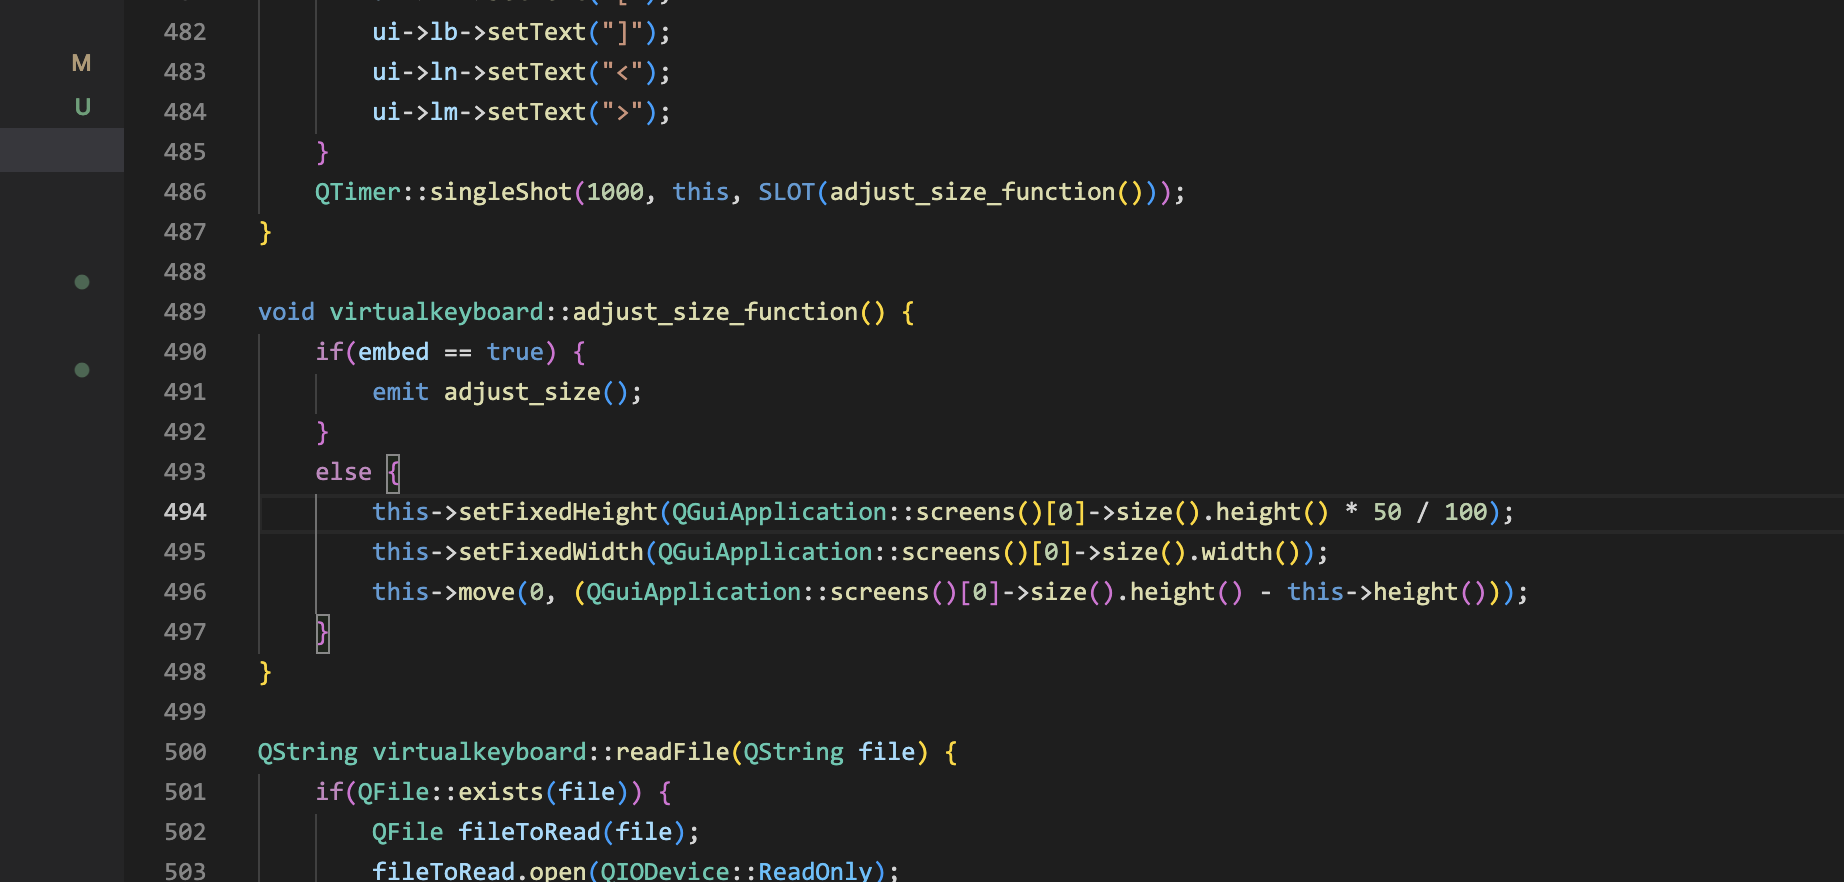 482 ui->lb->setText("]");
M
483 ui->ln->setText("<");
U
484 ui->lm->setText(">");
485 }
486 QTimer::singleShot(1000, this, SLOT(adjust_size_function()));
487 }
488
489 void virtualkeyboard::adjust_size_function() {
490 if(embed == true) {
491 emit adjust_size();
492 }
493 else {
494 this->setFixedHeight(QGuiApplication::screens()[0]->size().height() * 50 / 100);
495 this->setFixedWidth(QGuiApplication::screens()[0]->size().width());
496 this->move(0, (QGuiApplication::screens()[0]->size().height() - this->height()));
497 }
498 }
499
500 QString virtualkeyboard::readFile(QString file) {
501 if(QFile::exists(file)) {
502 QFile fileToRead(file);
503 fileToRead.open(QIODevice::ReadOnly);